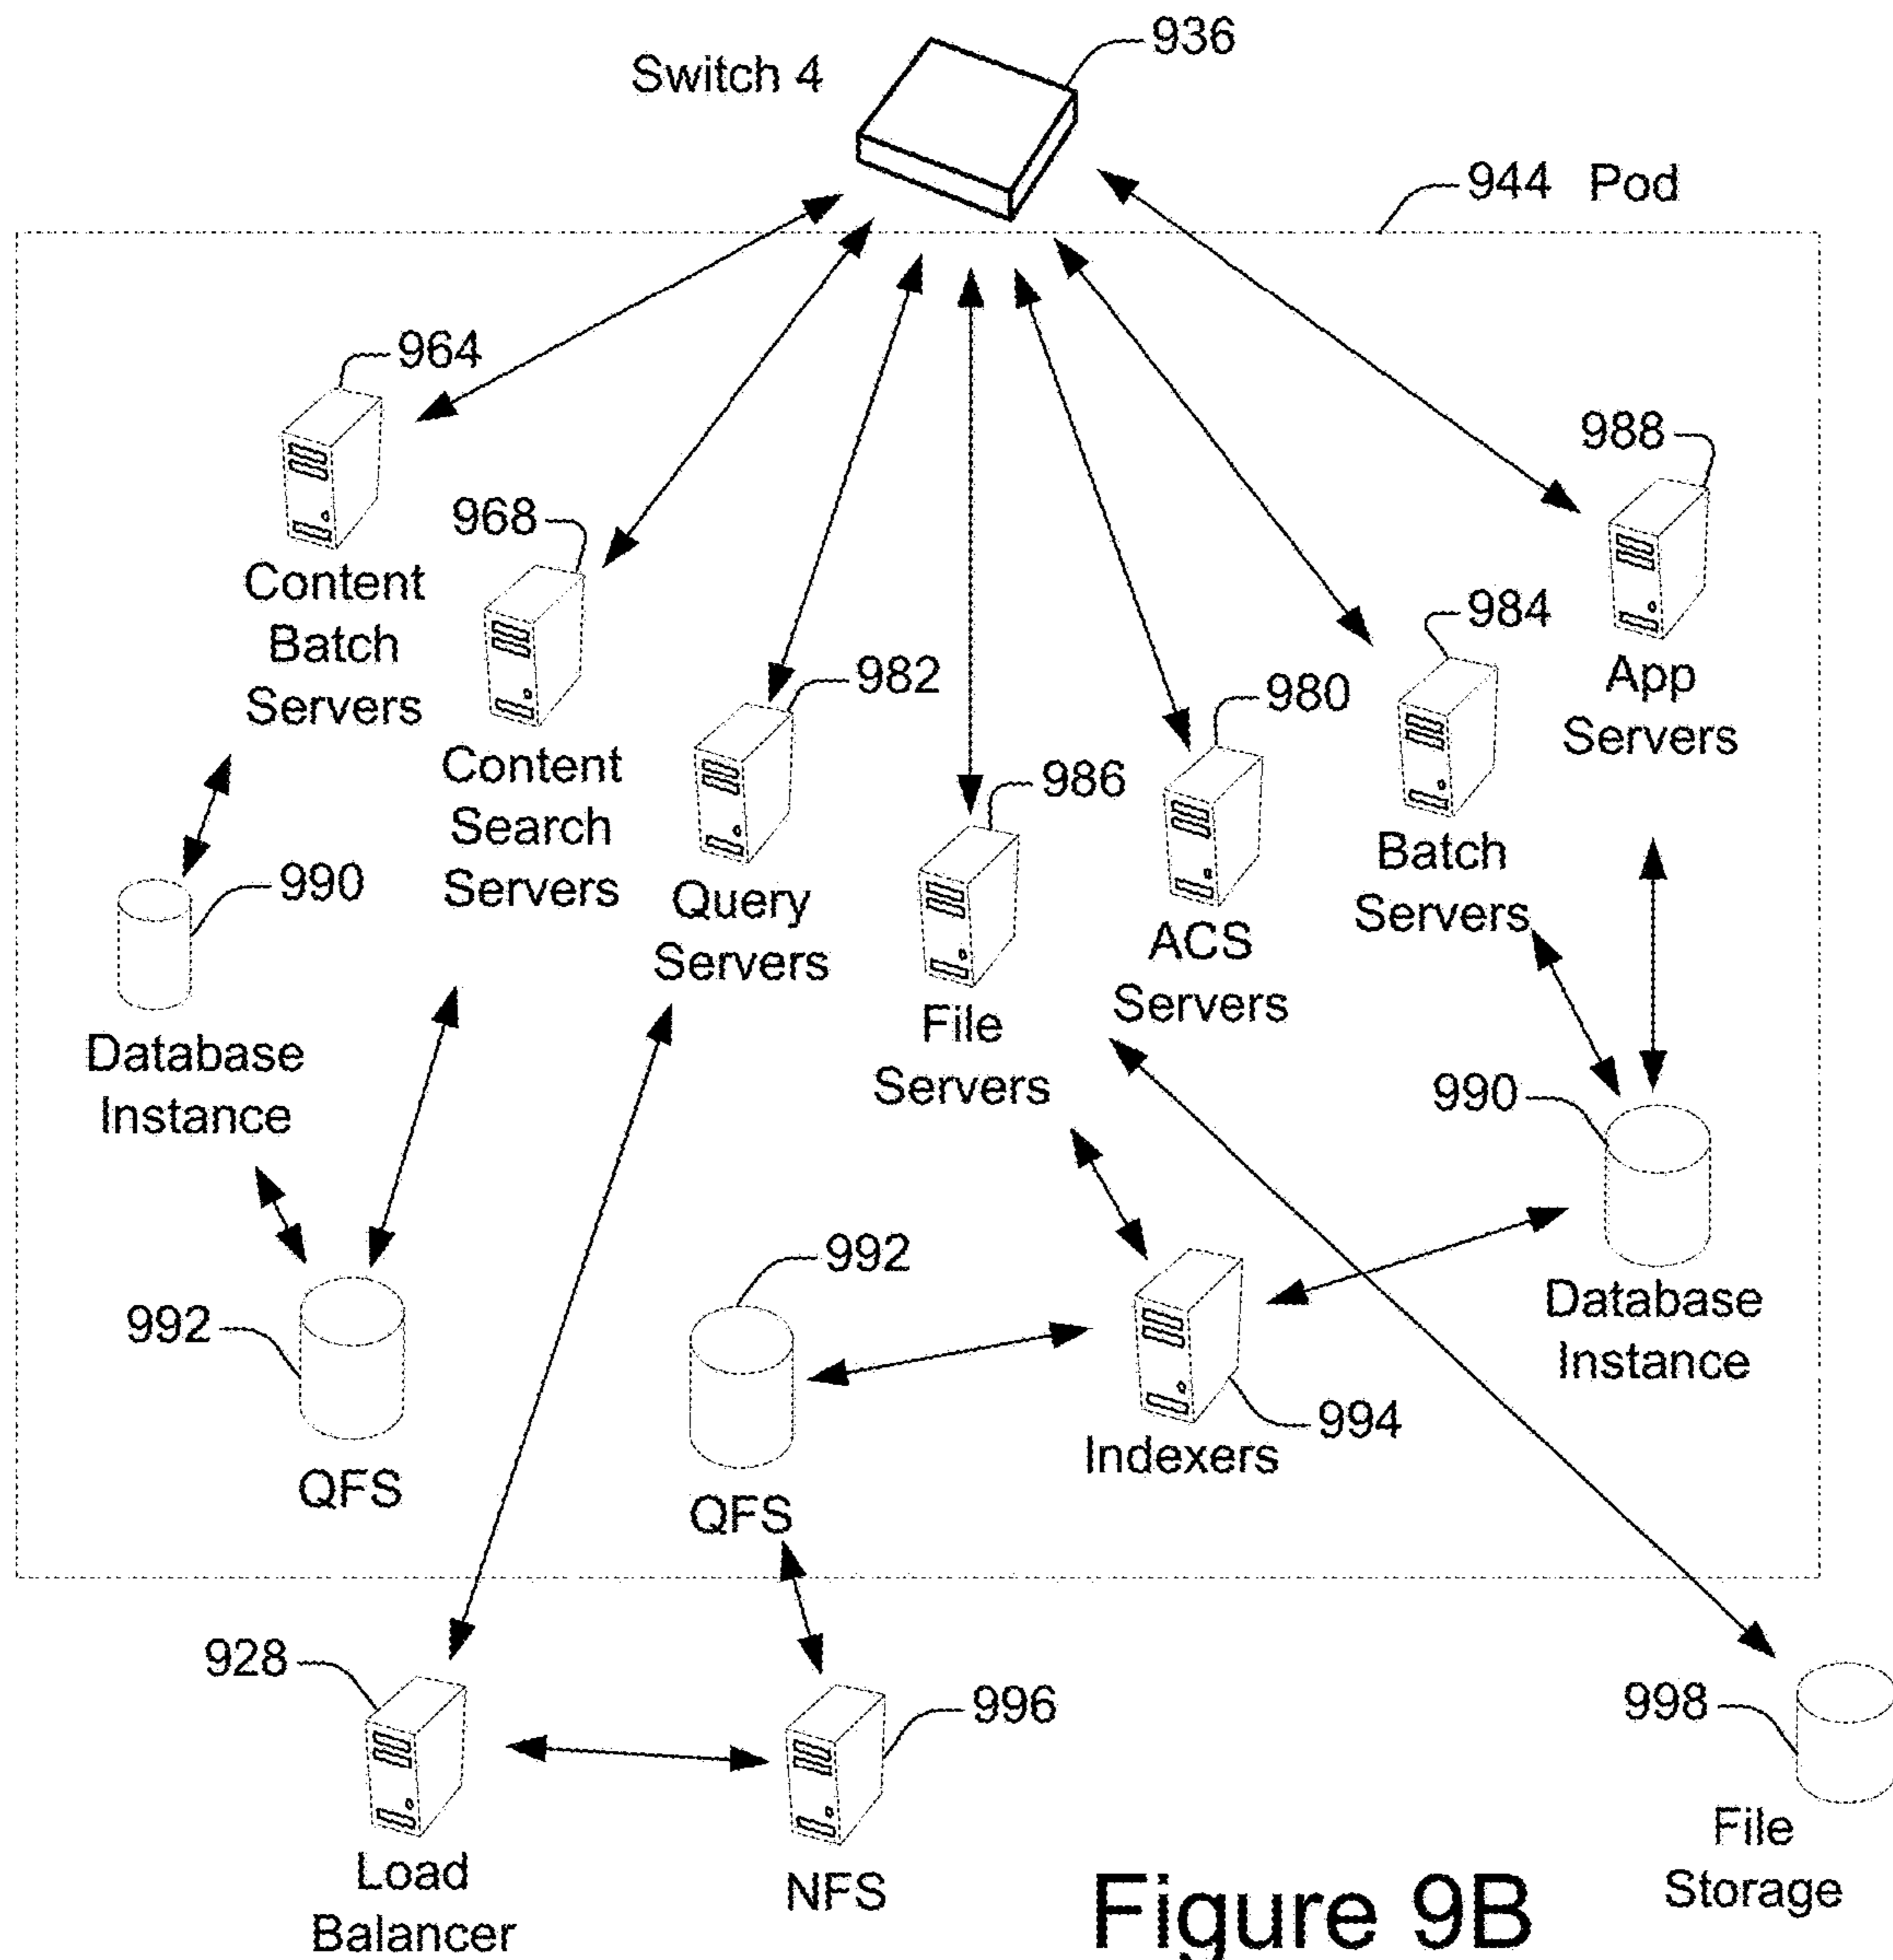 936
Switch 4
944 Pod
964
988
968
Content
Batch
Servers
984
982
980
App
Servers
Content
Search
Servers
986
Batch
Servers
990
Query
Servers
ACS
Servers
File
Servers
Database
Instance
990
992
992
Database
Instance
994
Indexers
QFS
QFS
928
996
998
Load
Balancer
NFS
File
Storage
Figure 9B